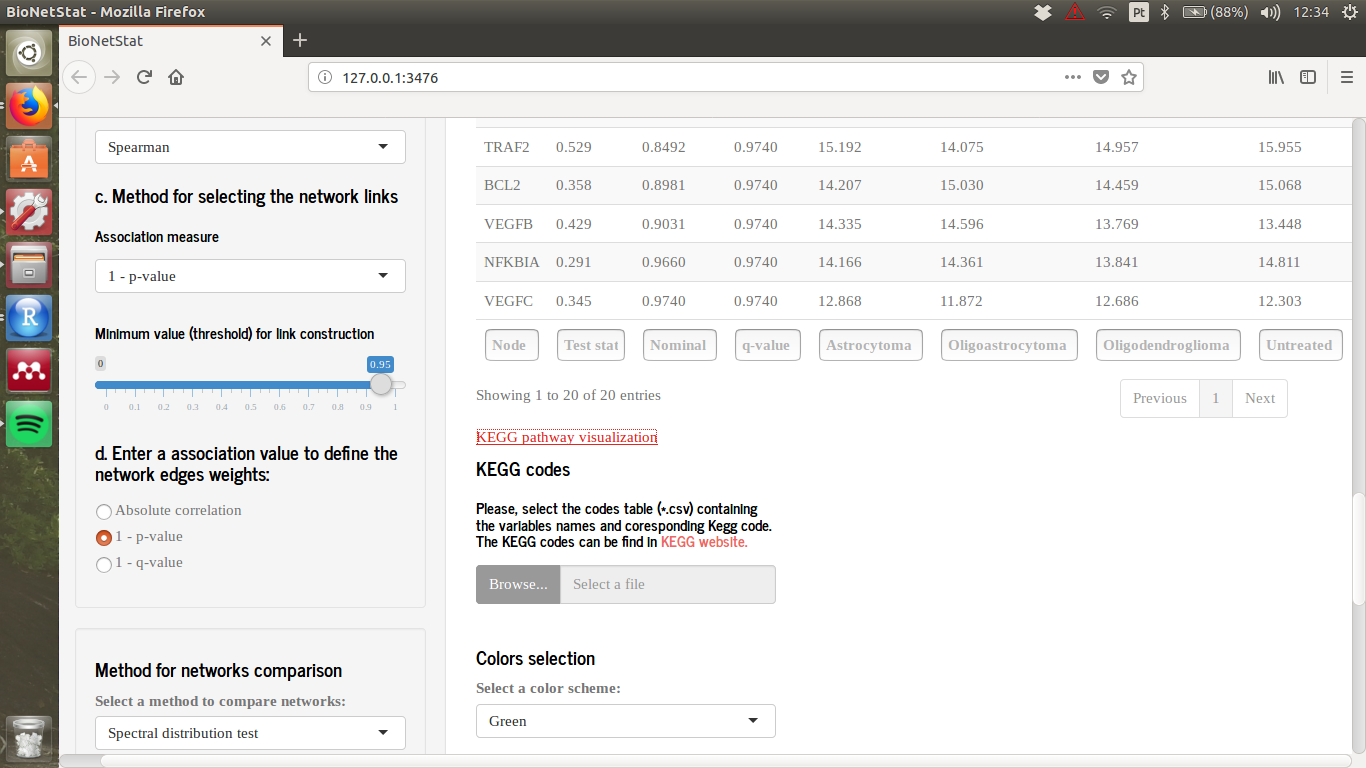 BioNetStat - Mozilla Firefox
Pt
(88%)
12:34
BioNetStat
127.0.0.1:3476
Spearman
c. Method for selecting the network links
Association measure
1 - p-value
Minimum value (threshold) for link construction
0
0.95
0 0.1 0.2 0.3 0.4 0.5 0.6 0.7 0.8 0.9 1
d. Enter a association value to define the
network edges weights:
Absolute correlation
1 - p-value
1 - q-value
Method for networks comparison
Select a method to compare networks:
Spectral distribution test
TRAF2 0.529 0.8492 0.9740 15.192 14.075 14.957 15.955
BCL2 0.358 0.8981 0.9740 14.207 15.030 14.459 15.068
VEGFB 0.429 0.9031 0.9740 14.335 14.596 13.769 13.448
NFKBIA 0.291 0.9660 0.9740 14.166 14.361 13.841 14.811
VEGFC 0.345 0.9740 0.9740 12.868 11.872 12.686 12.303
Node Test stat Nominal q-value Astrocytoma Oligoastrocytoma Oligodendroglioma Untreated
Showing 1 to 20 of 20 entries
Previous 1 Next
KEGG pathway visualization
KEGG codes
Please, select the codes table (*.csv) containing
the variables names and coresponding Kegg code.
The KEGG codes can be find in KEGG website.
Browse... Select a file
Colors selection
Select a color scheme:
Green